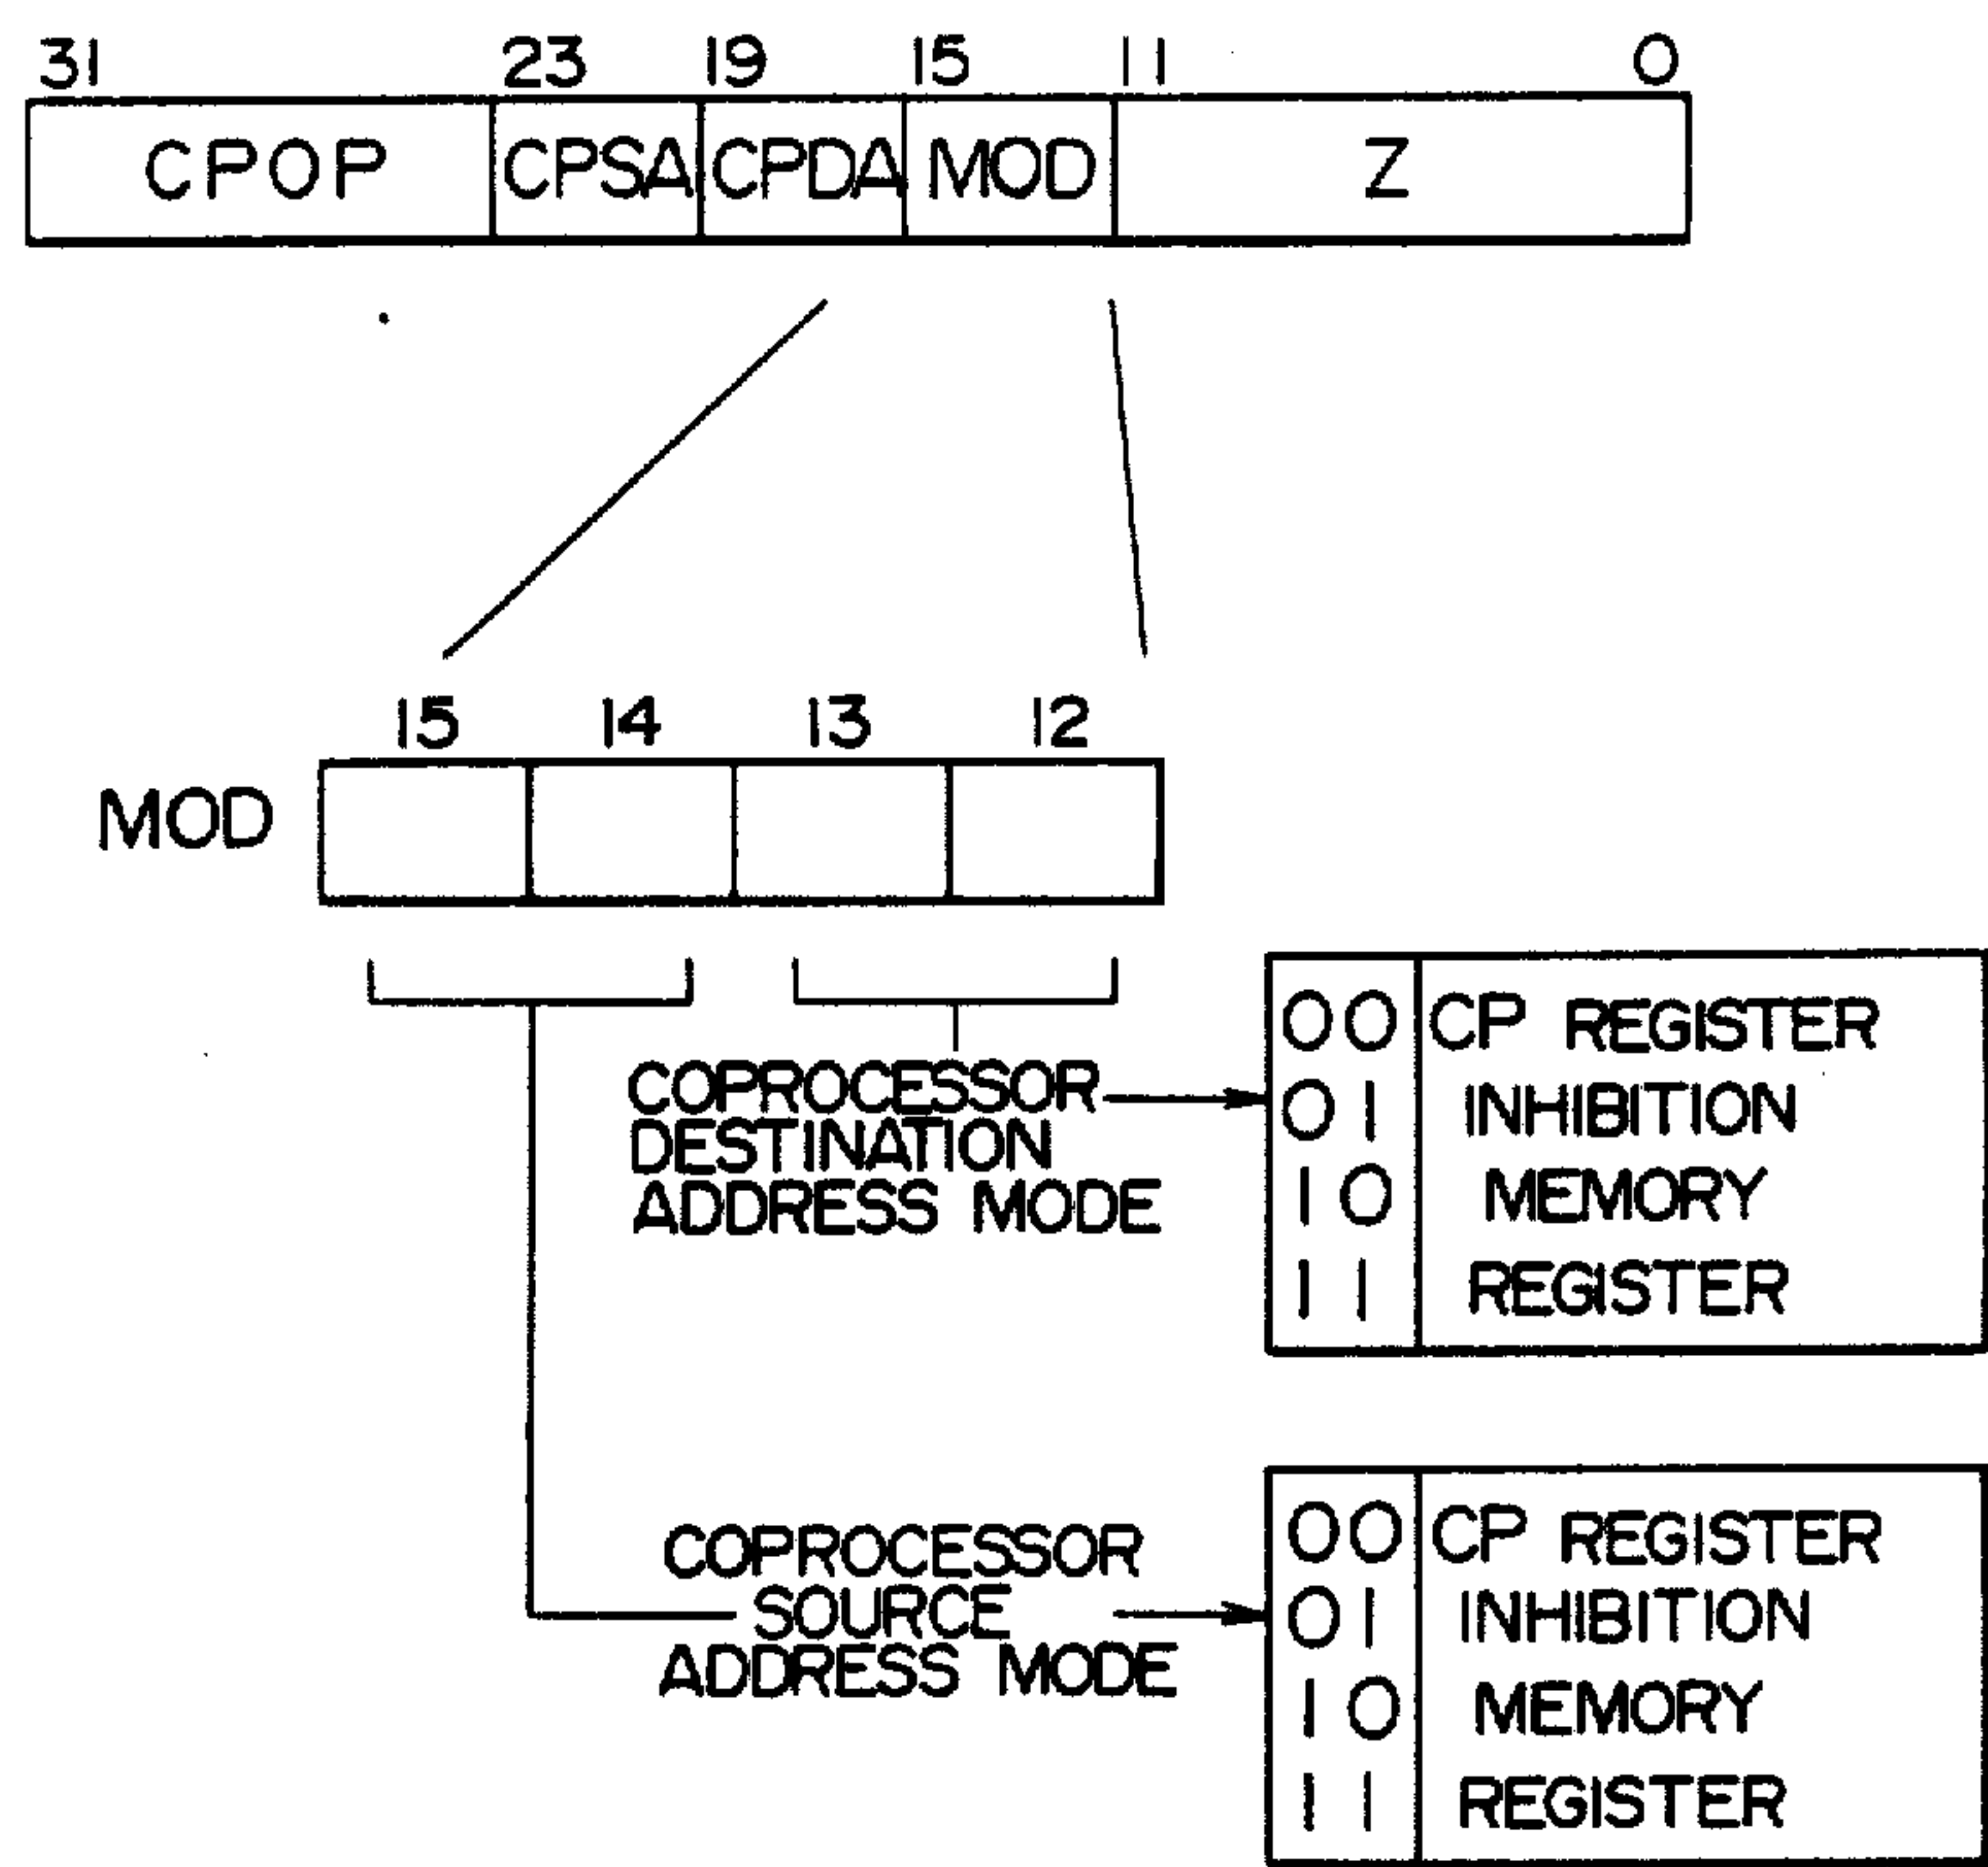 31 23 19 15 11 0
CPOP CPSA CPDA MOD Z
15 14 13 12
MOD
COPROCESSOR
DESTINATION
ADDRESS MODE
00 CP REGISTER
01 INHIBITION
10 MEMORY
11 REGISTER
COPROCESSOR
SOURCE
ADDRESS MODE
00 CP REGISTER
01 INHIBITION
10 MEMORY
11 REGISTER